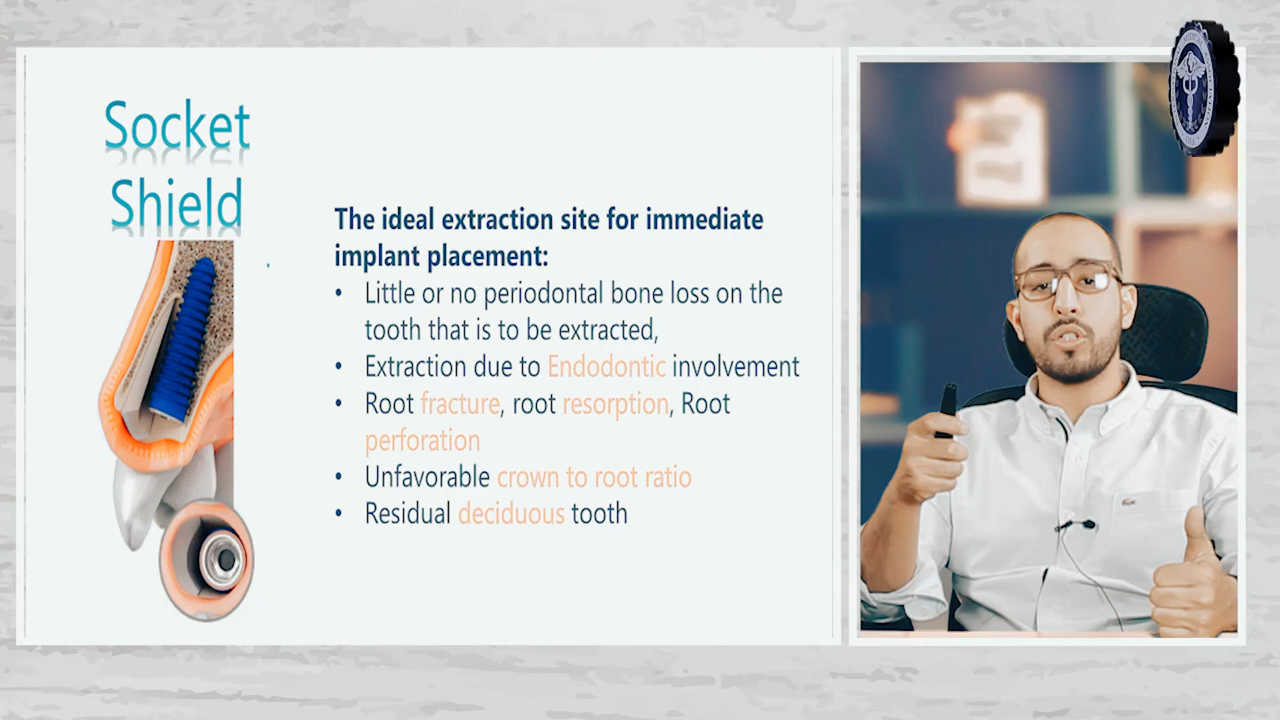 Socket
Shield
The ideal extraction site for immediate
implant placement:
• Little or no periodontal bone loss on the
tooth that is to be extracted,
• Extraction due to Endodontic involvement
• Root fracture, root resorption, Root
perforation
• Unfavorable crown to root ratio
• Residual deciduous tooth